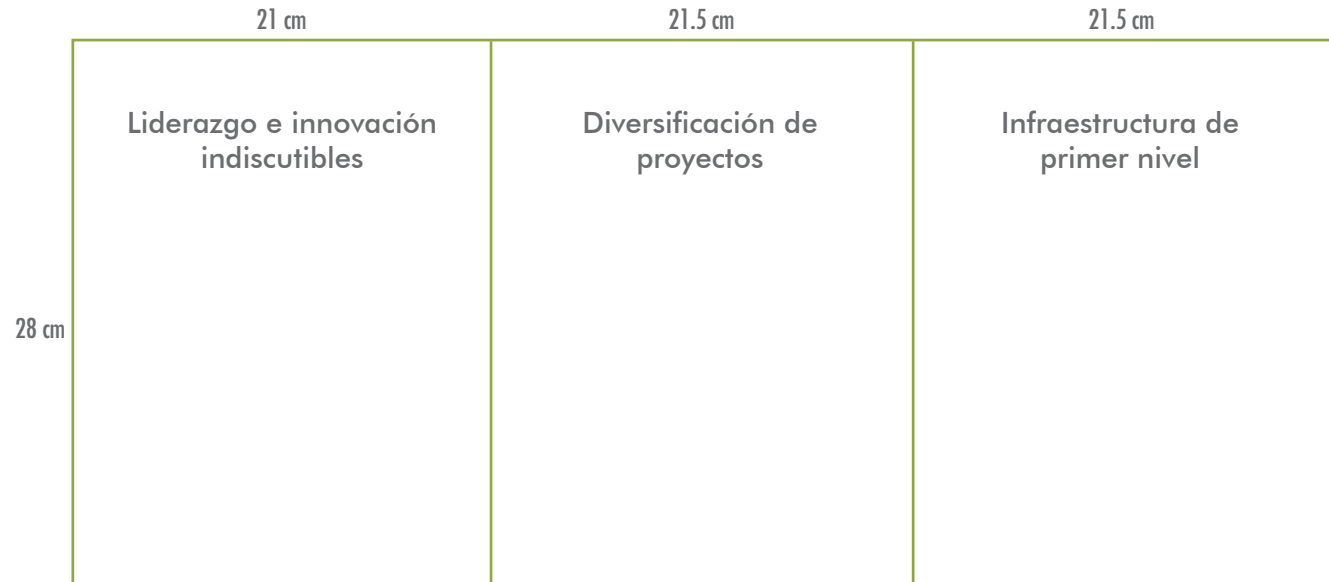 21 cm
21.5 cm
21.5 cm
Liderazgo e innovación
indiscutibles
Diversificación de
proyectos
Infraestructura de
primer nivel
28 cm